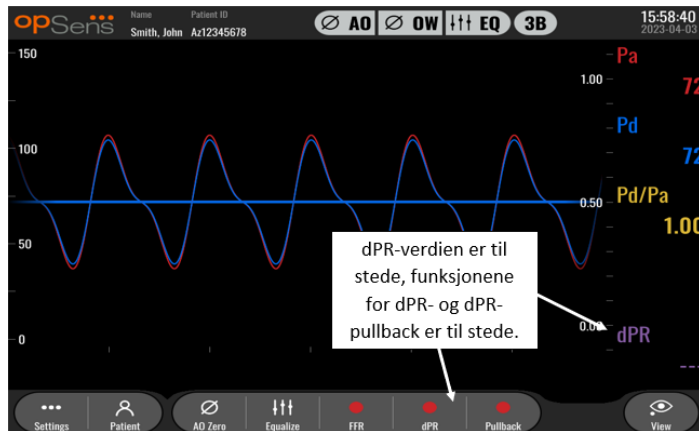 opSens
Name
Patient ID
Smith, John
Az12345678
AO
OW
EQ
3B
15:58:40
2023-04-03
150
100
50
0
1.00
0.50
0.00
Pa
72
Pd
72
Pd/Pa
1.00
dPR
---
dPR-verdien er til
stede, funksjonene
for dPR- og dPR-
pullback er til stede.
Settings
Patient
AO Zero
Equalize
FFR
dPR
Pullback
View